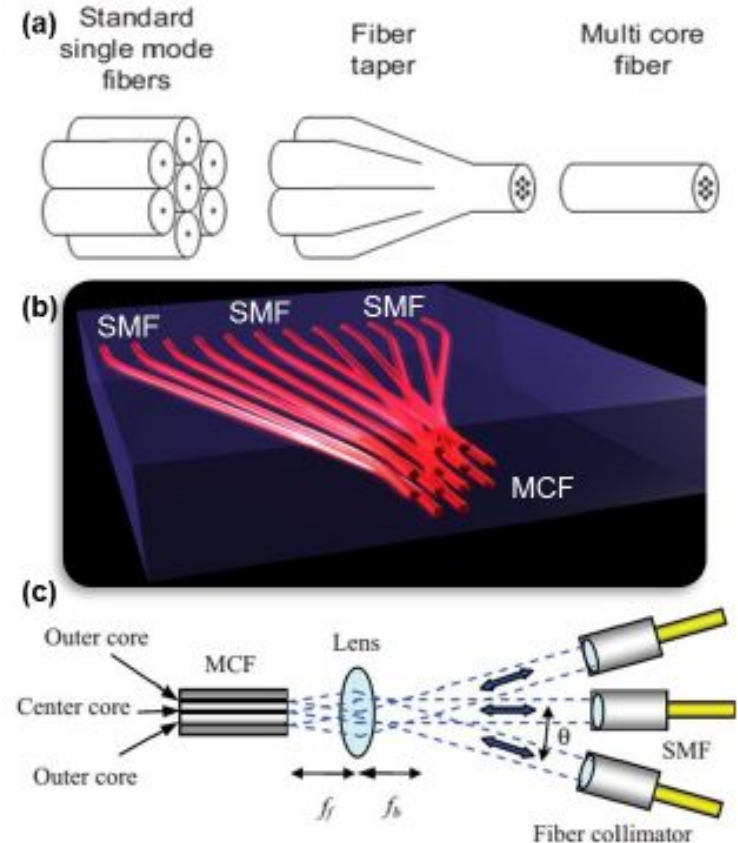 (a)
Standard
single mode
fibers
Fiber
taper
Multi core
fiber
(b)
SMF
SMF
SMF
MCF
(c)
Outer core
Center core
Outer core
MCF
Lens
f_f
f_b
θ
SMF
Fiber collimator